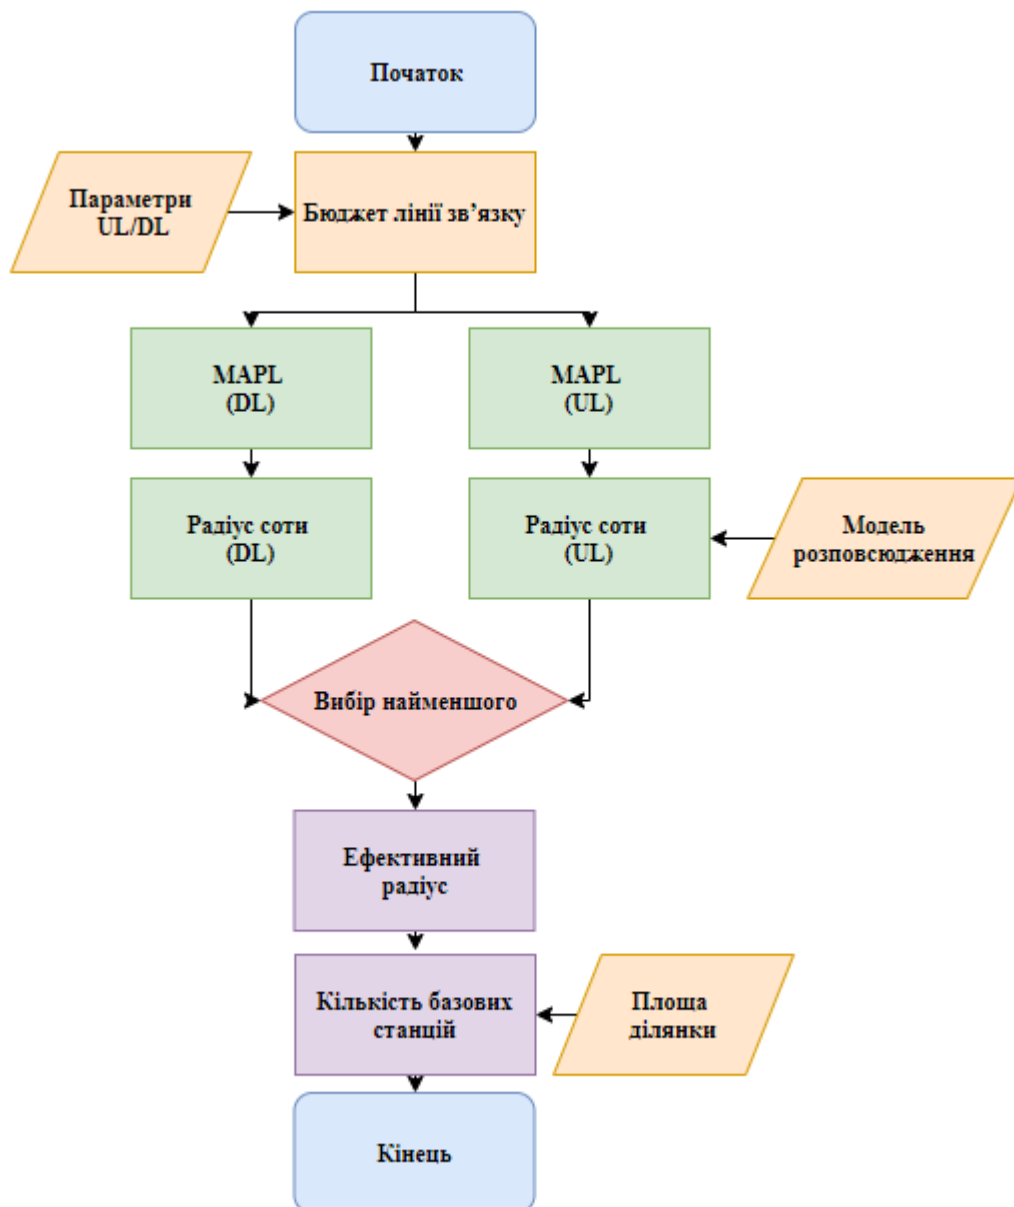 Початок
Параметри
UL/DL
Бюджет лінії зв’язку
MAPL
(DL)
MAPL
(UL)
Радіус соти
(DL)
Радіус соти
(UL)
Модель
розповсюдження
Вибір найменшого
Ефективний
радіус
Кількість базових
станцій
Площа
ділянки
Кінець